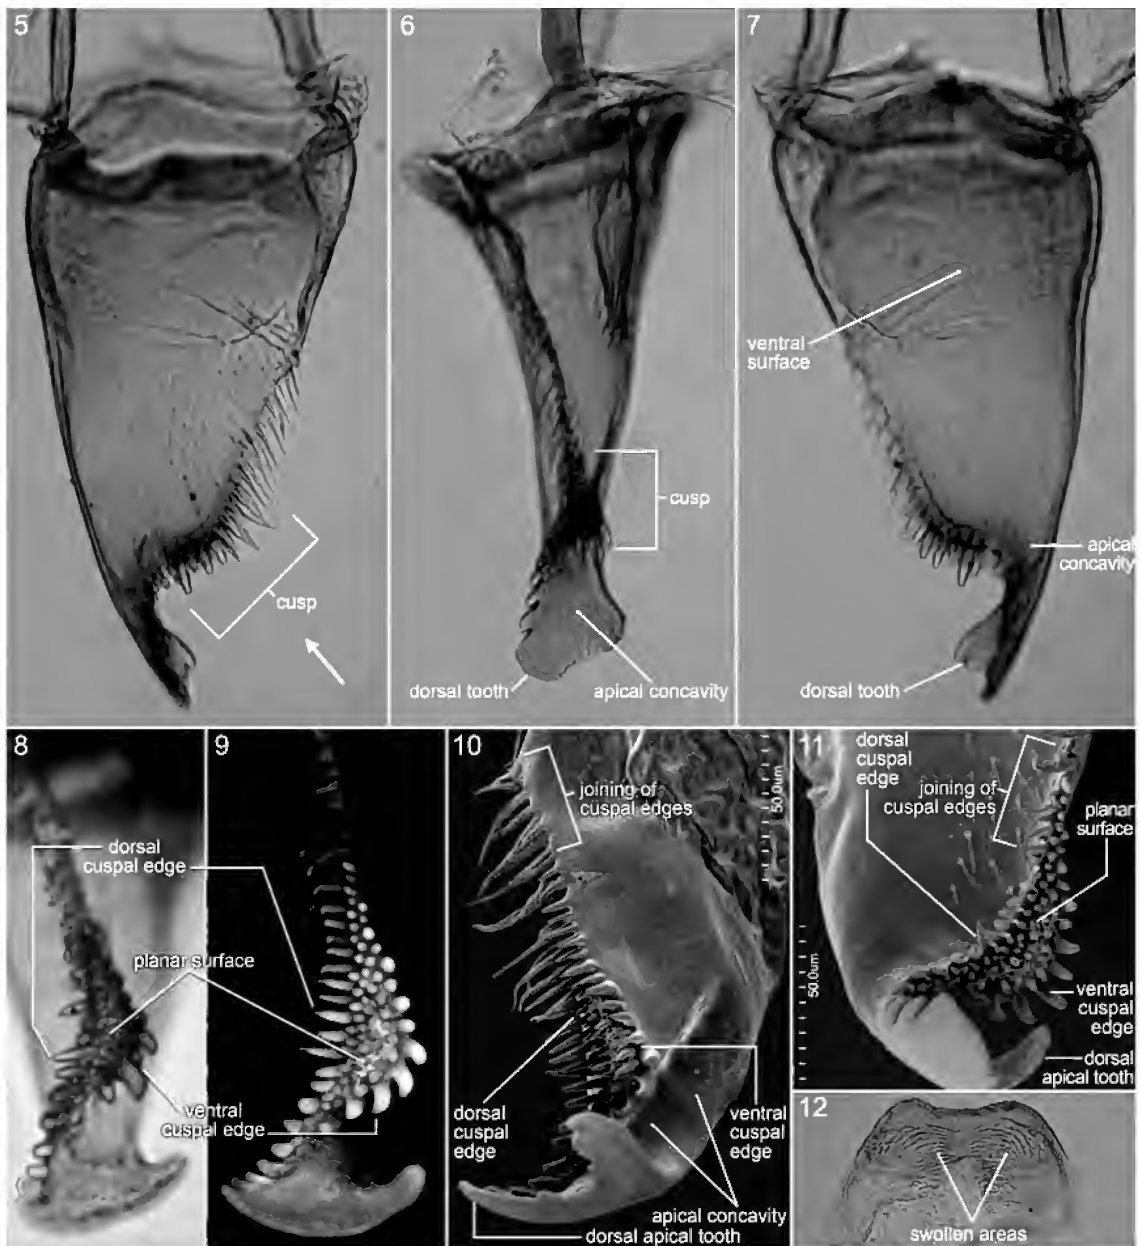 5
cusp
6
cusp
dorsal tooth
apical concavity
7
ventral
surface
apical
concavity
dorsal tooth
8
dorsal
cuspal edge
planar surface
ventral
cuspal edge
9
10
joining of
cuspal edges
50.0um
dorsal
cuspal
edge
ventral
cuspal
edge
apical concavity
dorsal apical tooth
11
dorsal
cuspal
edge
joining of
cuspal edges
planar
surface
50.0um
ventral
cuspal
edge
dorsal
apical tooth
12
swollen areas